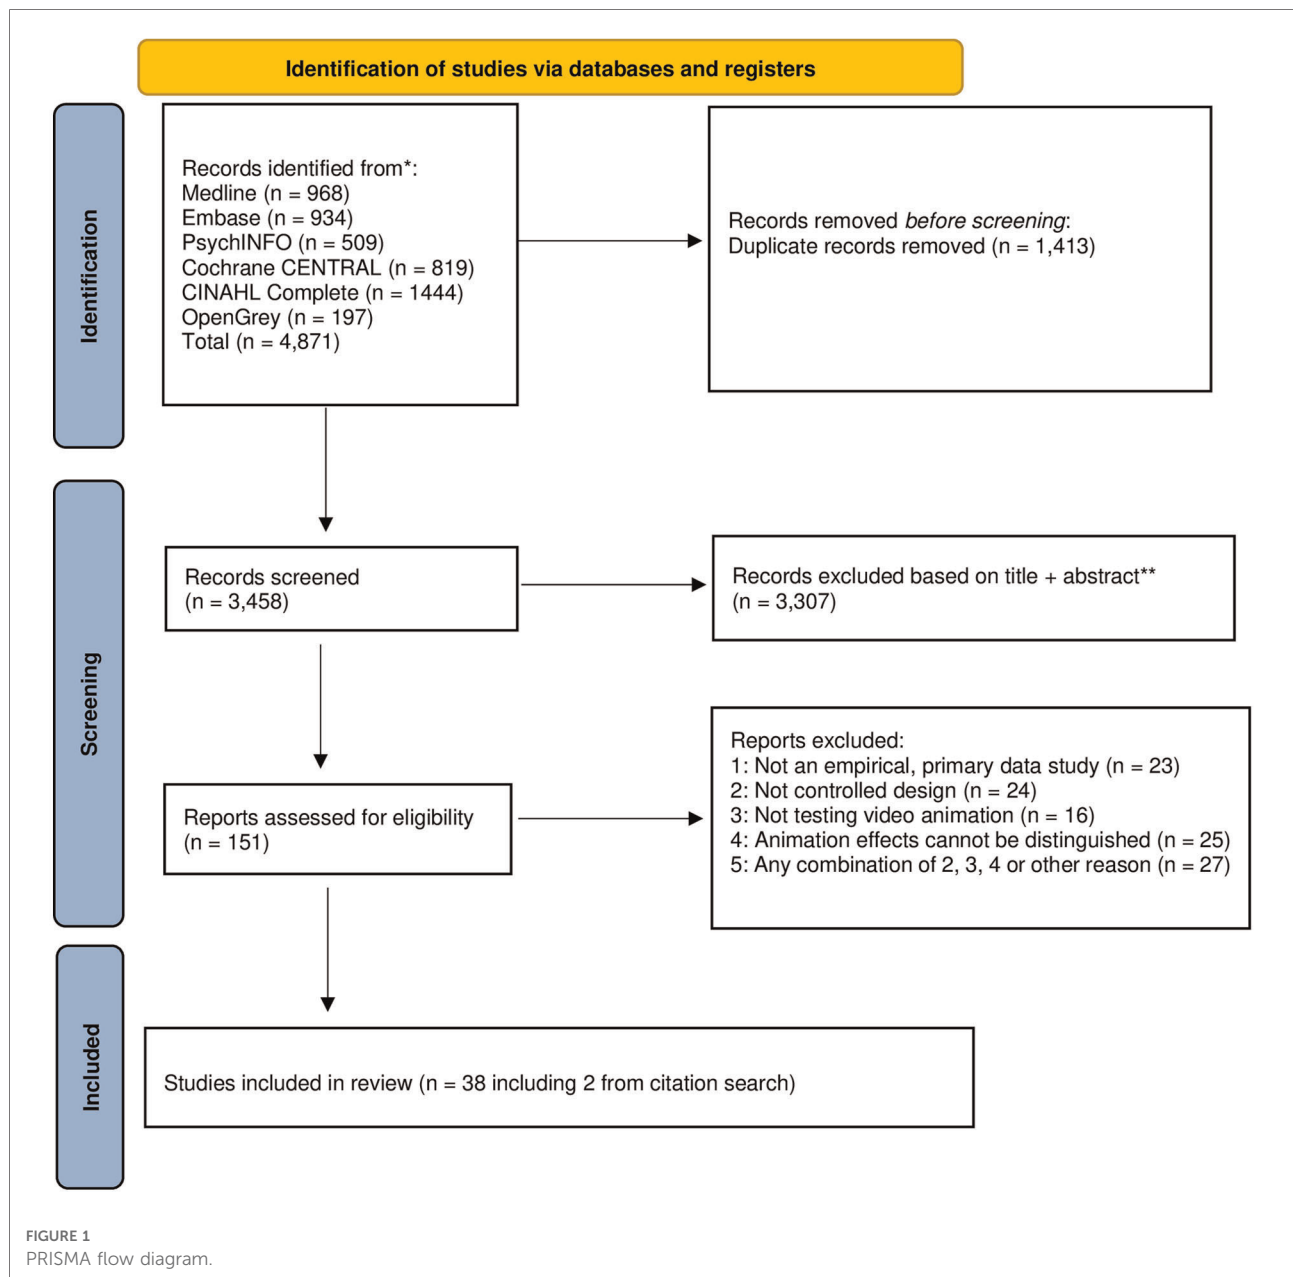 Identification of studies via databases and registers
Identification
Records identified from*:
Medline (n = 968)
Embase (n = 934)
PsychINFO (n = 509)
Cochrane CENTRAL (n = 819)
CINAHL Complete (n = 1444)
OpenGrey (n = 197)
Total (n = 4,871)
Records removed before screening:
Duplicate records removed (n = 1,413)
Screening
Records screened
(n = 3,458)
Records excluded based on title + abstract**
(n = 3,307)
Reports assessed for eligibility
(n = 151)
Reports excluded:
1: Not an empirical, primary data study (n = 23)
2: Not controlled design (n = 24)
3: Not testing video animation (n = 16)
4: Animation effects cannot be distinguished (n = 25)
5: Any combination of 2, 3, 4 or other reason (n = 27)
Included
Studies included in review (n = 38 including 2 from citation search)
FIGURE 1
PRISMA flow diagram.